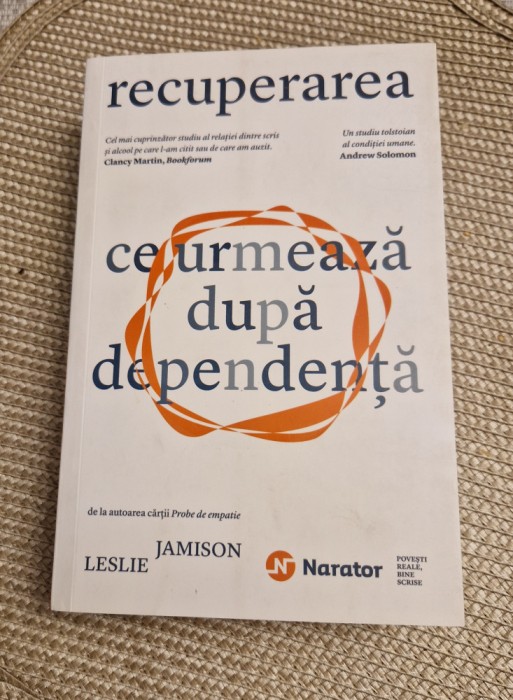 recuperarea
Cel mai cuprinzător studiu al relației dintre scris
și alcool pe care l-am citit sau de care am auzit.
Clancy Martin, Bookforum
Un studiu tolstoian
al condiției umane.
Andrew Solomon
ce urmează
după
dependență
de la autoarea cărții Probe de empatie
LESLIE JAMISON
Narator
POVEȘTI
REALE,
BINE
SCRISE